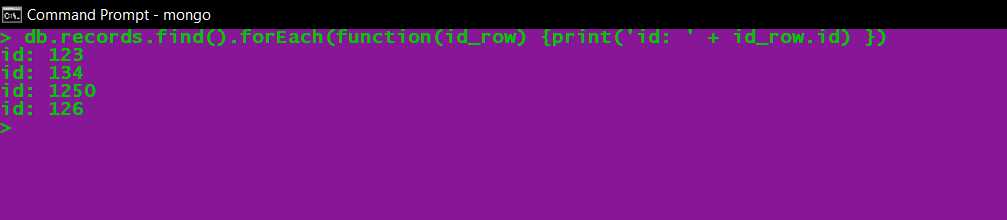 C:\. Command Prompt - mongo
> db.records.find().forEach(function(id_row) {print('id: ' + id_row.id) })
id: 123
id: 134
id: 1250
id: 126
>